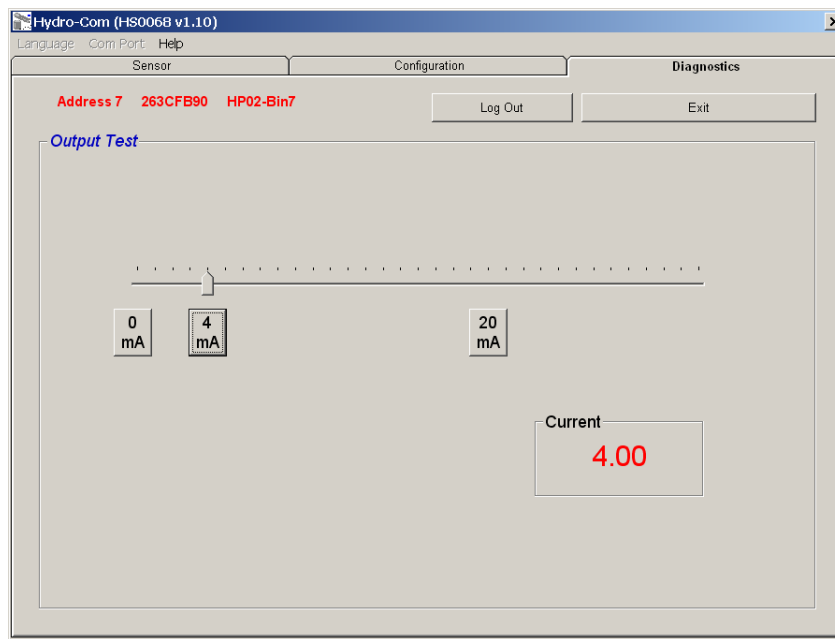 Hydro-Com (HS0068 v1.10)
Language Com Port Help
Sensor Configuration Diagnostics
Address 7 263CFB90 HP02-Bin7 Log Out Exit
Output Test
0 mA
4 mA
20 mA
Current
4.00